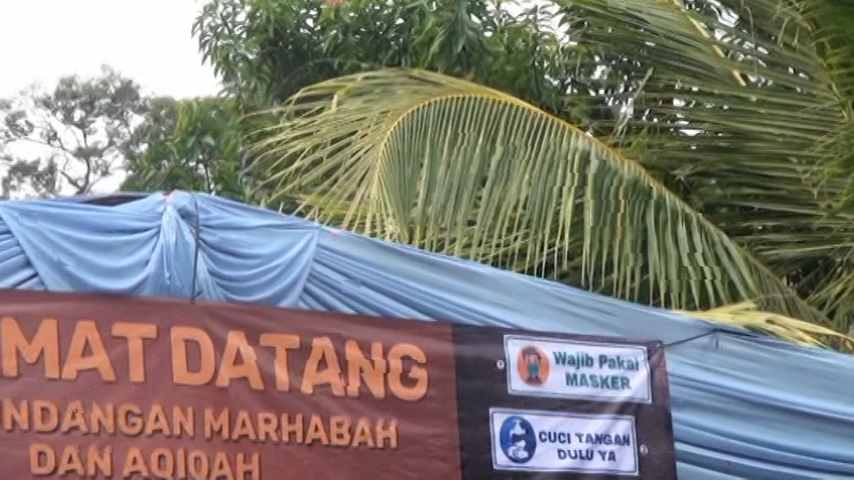 MAT DATANG
NDANGAN MARHABAH
DAN AQIQAH
Wajib Pakai
MASKER
CUCI TANGAN
DULU YA